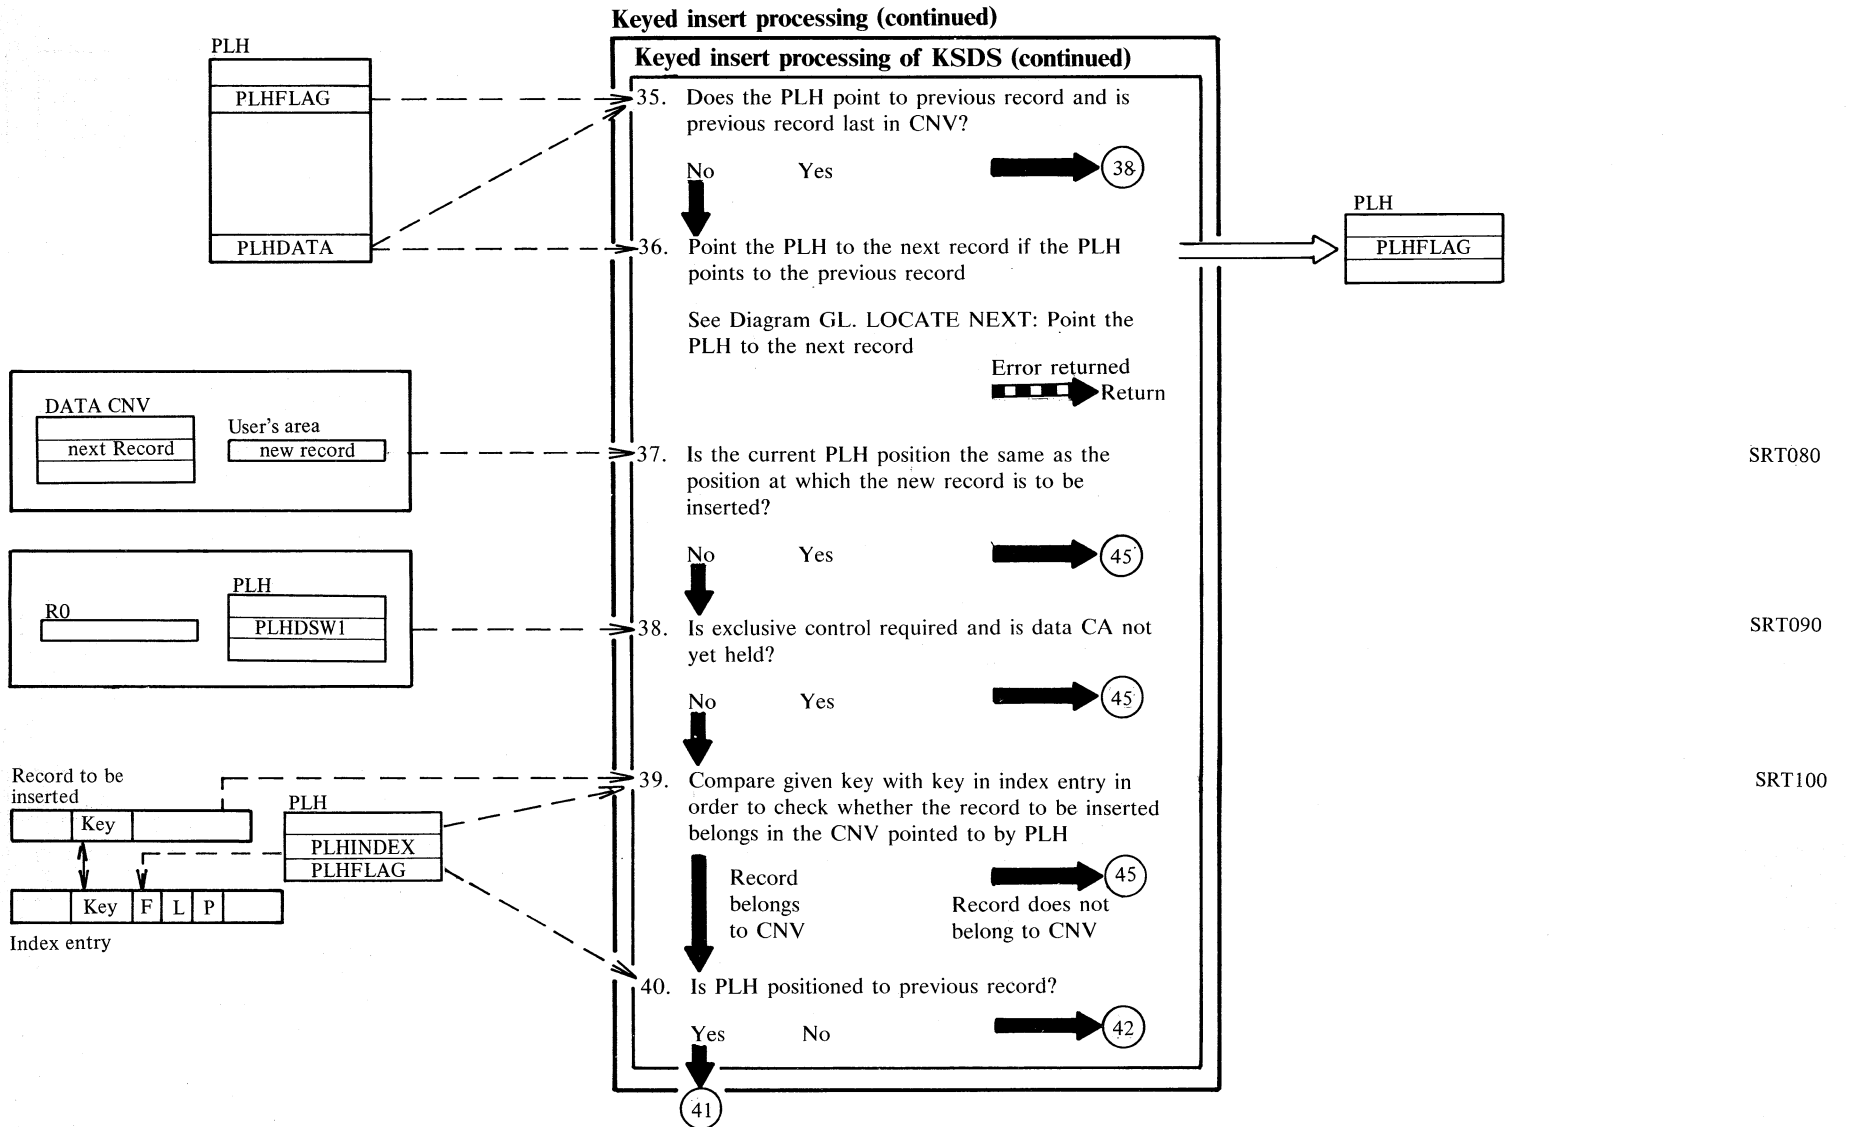 Keyed insert processing (continued)
Keyed insert processing of KSDS (continued)
PLH
PLHFLAG
PLHDATA
35. Does the PLH point to previous record and is
previous record last in CNV?
No Yes 38
36. Point the PLH to the next record if the PLH
points to the previous record
PLH
PLHFLAG
See Diagram GL. LOCATE NEXT: Point the
PLH to the next record
Error returned
Return
DATA CNV
next Record
User's area
new record
37. Is the current PLH position the same as the
position at which the new record is to be
inserted?
SRT080
No Yes 45
R0
PLH
PLHDSW1
38. Is exclusive control required and is data CA not
yet held?
SRT090
No Yes 45
Record to be
inserted
Key
PLH
PLHINDEX
PLHFLAG
Key F L P
Index entry
39. Compare given key with key in index entry in
order to check whether the record to be inserted
belongs in the CNV pointed to by PLH
SRT100
Record
belongs
to CNV
45
Record does not
belong to CNV
40. Is PLH positioned to previous record?
Yes No 42
41